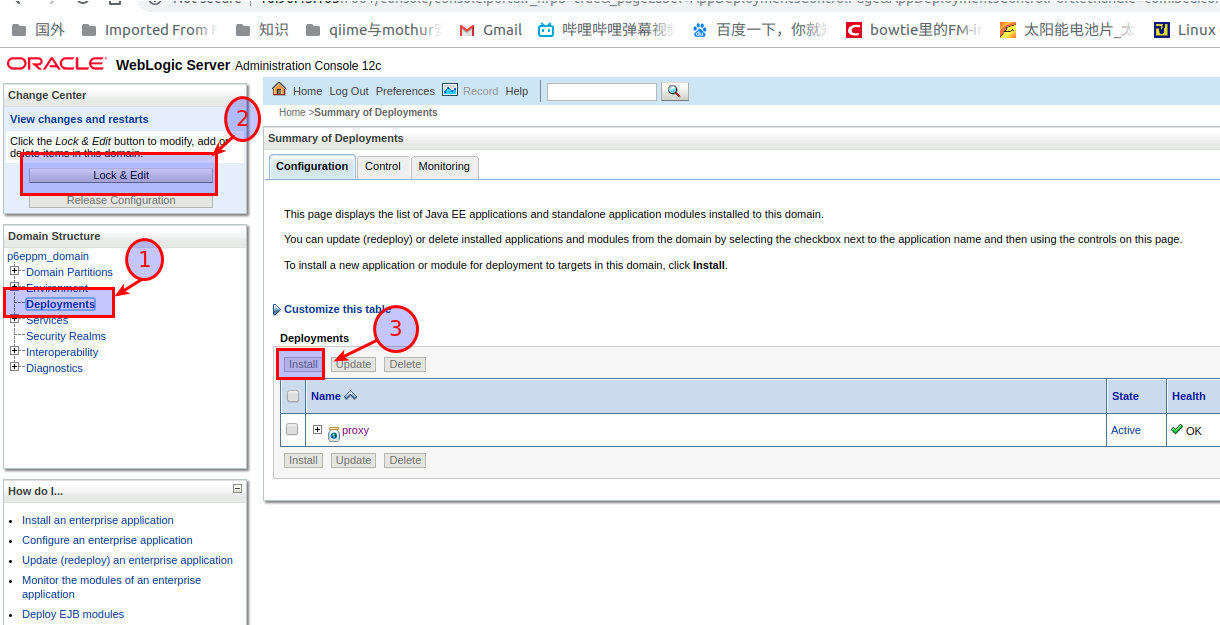 国外 Imported From F 知识 qiime与mothur Gmail 哔哩哔哩弹幕视 百度一下，你就 bowtie里的FM-i 太阳能电池片_太 Linux
ORACLE WebLogic Server Administration Console 12c
Change Center
View changes and restarts
Click the Lock & Edit button to modify, add or
delete items in this domain.
Lock & Edit
Release Configuration
2
Domain Structure
p6eppm_domain
Domain Partitions
Environment
Deployments
Services
Security Realms
Interoperability
Diagnostics
1
How do I...
Install an enterprise application
Configure an enterprise application
Update (redeploy) an enterprise application
Monitor the modules of an enterprise
application
Deploy EJB modules
Home Log Out Preferences Record Help
Home >Summary of Deployments
Summary of Deployments
Configuration Control Monitoring
This page displays the list of Java EE applications and standalone application modules installed to this domain.
You can update (redeploy) or delete installed applications and modules from the domain by selecting the checkbox next to the application name and then using the controls on this page.
To install a new application or module for deployment to targets in this domain, click Install.
Customize this table
3
Deployments
Install Update Delete
Name State Health
proxy Active OK
Install Update Delete